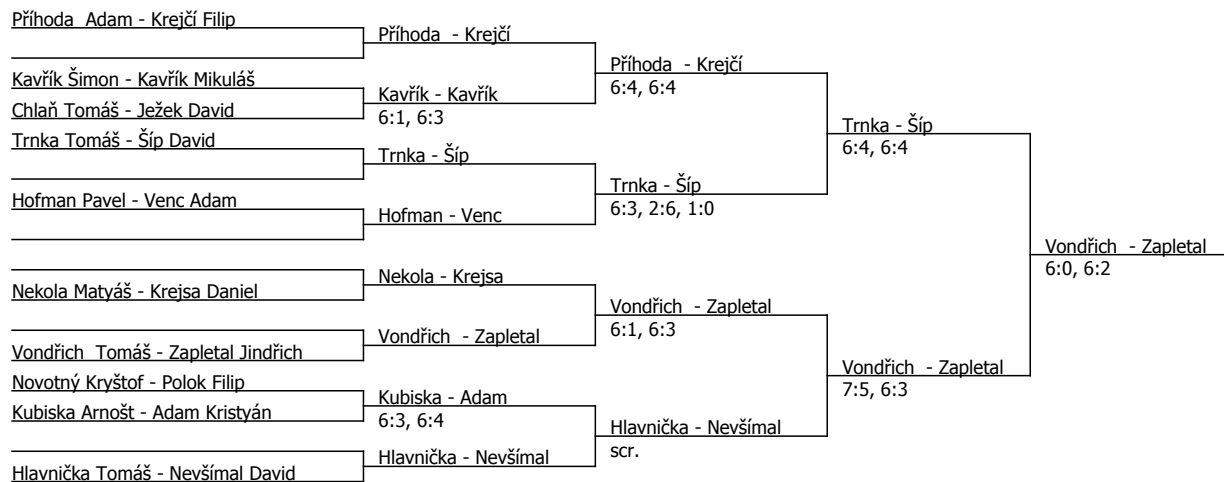 Příhoda  Adam - Krejčí Filip
Příhoda  - Krejčí
Příhoda  - Krejčí
6:4, 6:4
Kavřík Šimon - Kavřík Mikuláš
Kavřík - Kavřík
6:1, 6:3
Chlaň Tomáš - Ježek David
Trnka - Šíp
6:4, 6:4
Trnka Tomáš - Šíp David
Trnka - Šíp
Trnka - Šíp
6:3, 2:6, 1:0
Hofman Pavel - Venc Adam
Hofman - Venc
Vondřich  - Zapletal
6:0, 6:2
Nekola - Krejsa
Nekola Matyáš - Krejsa Daniel
Vondřich  - Zapletal
6:1, 6:3
Vondřich  - Zapletal
Vondřich  Tomáš - Zapletal Jindřich
Vondřich  - Zapletal
7:5, 6:3
Novotný Kryštof - Polok Filip
Kubiska - Adam
6:3, 6:4
Kubiska Arnošt - Adam Kristyán
Hlavnička - Nevšímal
scr.
Hlavnička - Nevšímal
Hlavnička Tomáš - Nevšímal David